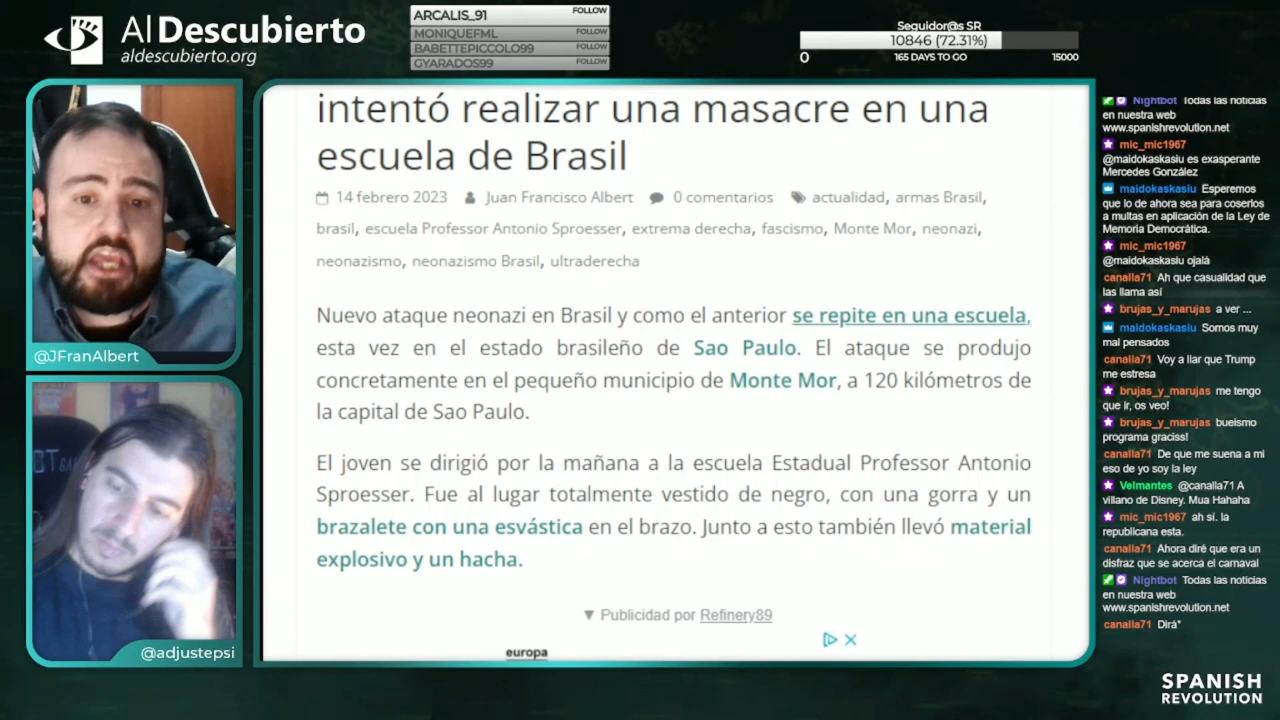 Al Descubierto
aldescubierto.org
ARCALIS_91 FOLLOW
MONIQUEFML FOLLOW
BABETTEPICCOLO99 FOLLOW
GYARADOS99 FOLLOW
Seguidor@s SR
10846 (72.31%)
0 165 DAYS TO GO 15000
@JFranAlbert
@adjustepsi
intentó realizar una masacre en una
escuela de Brasil
14 febrero 2023 Juan Francisco Albert 0 comentarios actualidad, armas Brasil,
brasil, escuela Professor Antonio Sproesser, extrema derecha, fascismo, Monte Mor, neonazi,
neonazismo, neonazismo Brasil, ultraderecha
Nuevo ataque neonazi en Brasil y como el anterior se repite en una escuela,
esta vez en el estado brasileño de Sao Paulo. El ataque se produjo
concretamente en el pequeño municipio de Monte Mor, a 120 kilómetros de
la capital de Sao Paulo.
El joven se dirigió por la mañana a la escuela Estadual Professor Antonio
Sproesser. Fue al lugar totalmente vestido de negro, con una gorra y un
brazalete con una esvástica en el brazo. Junto a esto también llevó material
explosivo y un hacha.
▼ Publicidad por Refinery89
europa
Nightbot Todas las noticias
en nuestra web
www.spanishrevolution.net
mic_mic1967
@maidokaskasiu es exasperante
Mercedes González
maidokaskasiu Esperemos
que lo de ahora sea para coserlos
a multas en aplicación de la Ley de
Memoria Democrática.
mic_mic1967
@maidokaskasiu ojalá
canalla71 Ah que casualidad que
las llama así
brujas_y_marujas a ver ...
maidokaskasiu Somos muy
mal pensados
canalla71 Voy a liar que Trump
me estresa
brujas_y_marujas me tengo
que ir, os veo!
brujas_y_marujas bueismo
programa graciss!
canalla71 De que me suena a mi
eso de yo soy la ley
Velmantes @canalla71 A
villano de Disney. Mua Hahaha
mic_mic1967 ah sí. la
republicana esta.
canalla71 Ahora diré que era un
disfraz que se acerca el carnaval
Nightbot Todas las noticias
en nuestra web
www.spanishrevolution.net
canalla71 Dirá*
SPANISH
REVOLUTION